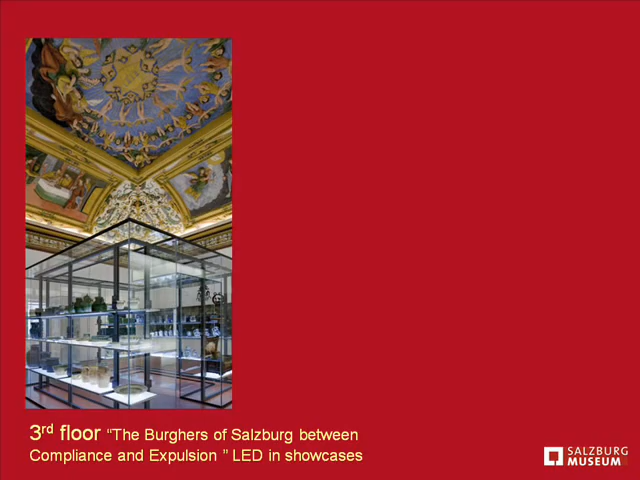 3rd floor “The Burghers of Salzburg between
Compliance and Expulsion ” LED in showcases
SALZBURG
MUSEUM